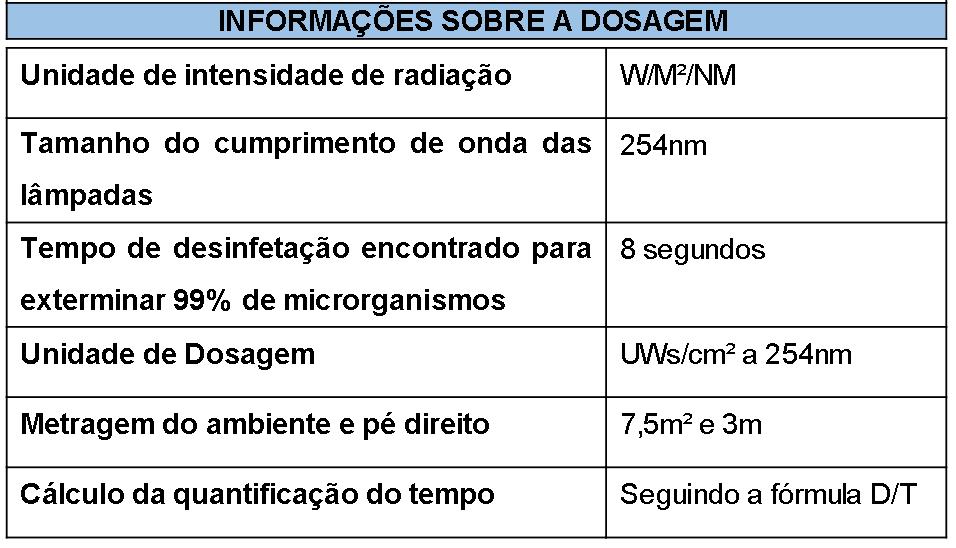 INFORMAÇÕES SOBRE A DOSAGEM
Unidade de intensidade de radiação
W/M²/NM
Tamanho do cumprimento de onda das
lâmpadas
254nm
Tempo de desinfetação encontrado para
exterminar 99% de microrganismos
8 segundos
Unidade de Dosagem
UWs/cm² a 254nm
Metragem do ambiente e pé direito
7,5m² e 3m
Cálculo da quantificação do tempo
Seguindo a fórmula D/T